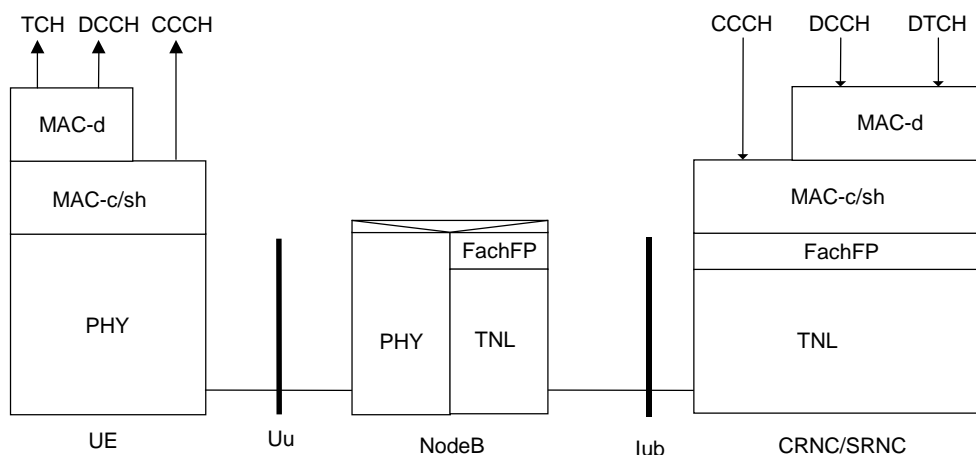 TCH DCCH CCCH
CCCH DCCH DTCH
MAC-d
MAC-d
MAC-c/sh
MAC-c/sh
FachFP
FachFP
PHY
PHY
TNL
TNL
UE
Uu
NodeB
Iub
CRNC/SRNC